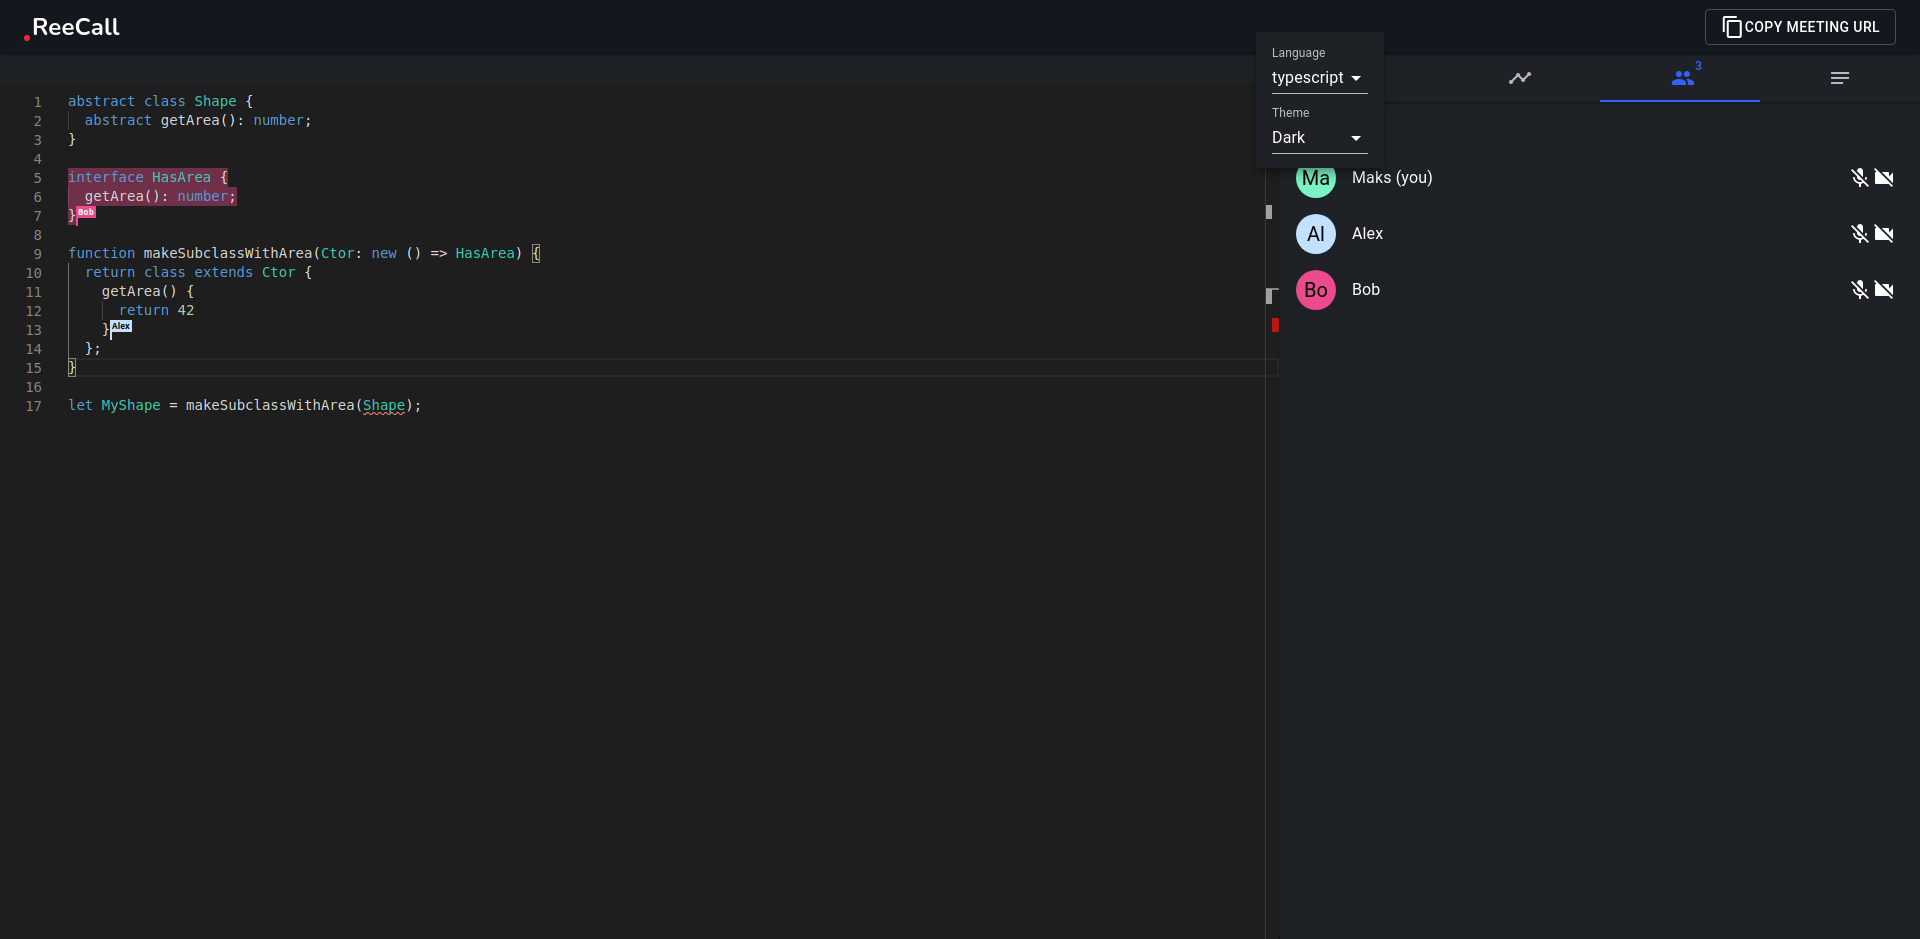 ReeCall
COPY MEETING URL
Language
typescript
Theme
Dark
3
1 abstract class Shape {
2   abstract getArea(): number;
3 }
4
5 interface HasArea {
6   getArea(): number;
7 } Bob
8
9 function makeSubclassWithArea(Ctor: new () => HasArea) {
10   return class extends Ctor {
11     getArea() {
12       return 42
13     } Alex
14   };
15 }
16
17 let MyShape = makeSubclassWithArea(Shape);
Ma Maks (you)
Al Alex
Bo Bob